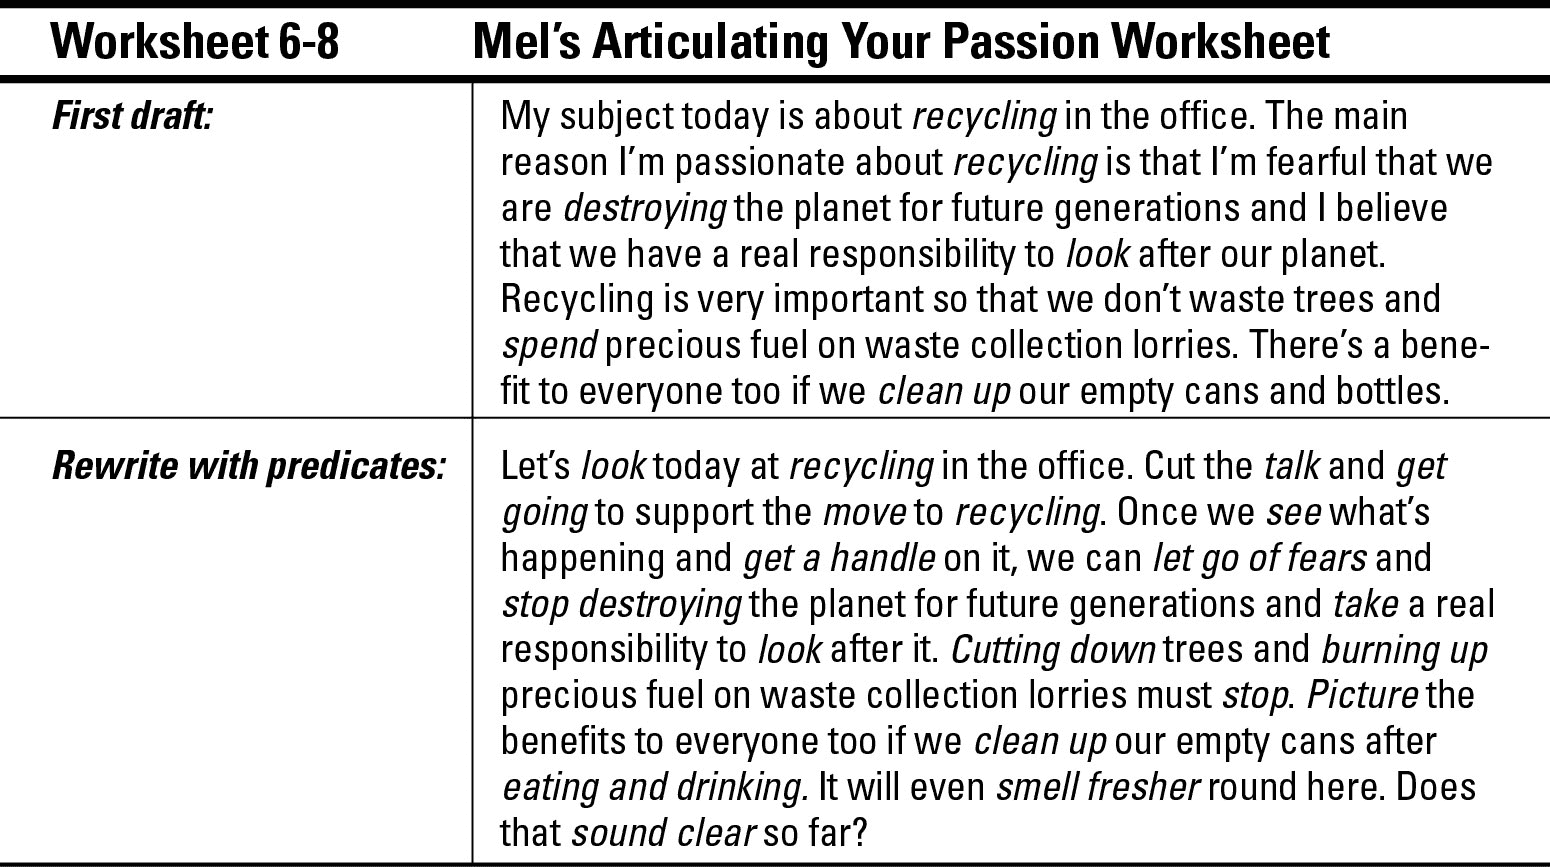 Worksheet 6-8 Mel's Articulating Your Passion Worksheet
First draft:
My subject today is about recycling in the office. The main
reason I'm passionate about recycling is that I'm fearful that we
are destroying the planet for future generations and I believe
that we have a real responsibility to look after our planet.
Recycling is very important so that we don't waste trees and
spend precious fuel on waste collection lorries. There's a bene-
fit to everyone too if we clean up our empty cans and bottles.
Rewrite with predicates:
Let's look today at recycling in the office. Cut the talk and get
going to support the move to recycling. Once we see what's
happening and get a handle on it, we can let go of fears and
stop destroying the planet for future generations and take a real
responsibility to look after it. Cutting down trees and burning up
precious fuel on waste collection lorries must stop. Picture the
benefits to everyone too if we clean up our empty cans after
eating and drinking. It will even smell fresher round here. Does
that sound clear so far?